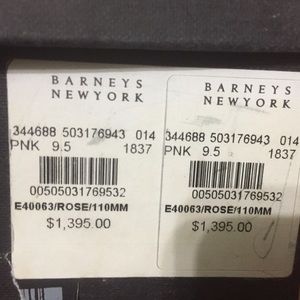 BARNEYS
NEWYORK
344688 503176943 014
PNK 9.5 1837
00505031769532
E40063/ROSE/110MM
$1,395.00
BARNEYS
NEWYORK
344688 503176943 014
PNK 9.5 1837
00505031769532
E40063/ROSE/110MM
$1,395.00